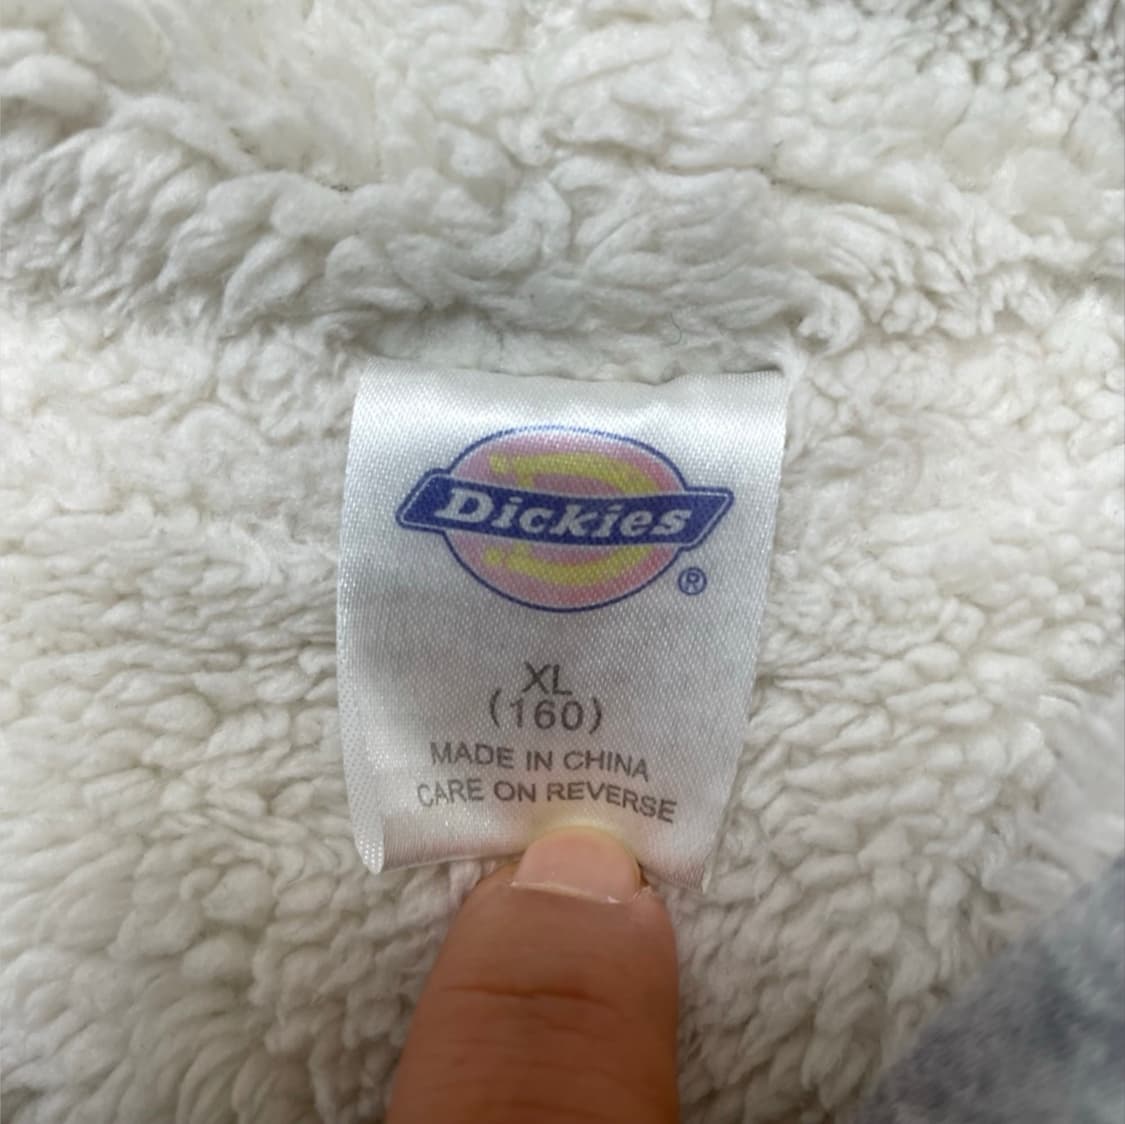 Dickies
®
XL
(160)
MADE IN CHINA
CARE ON REVERSE